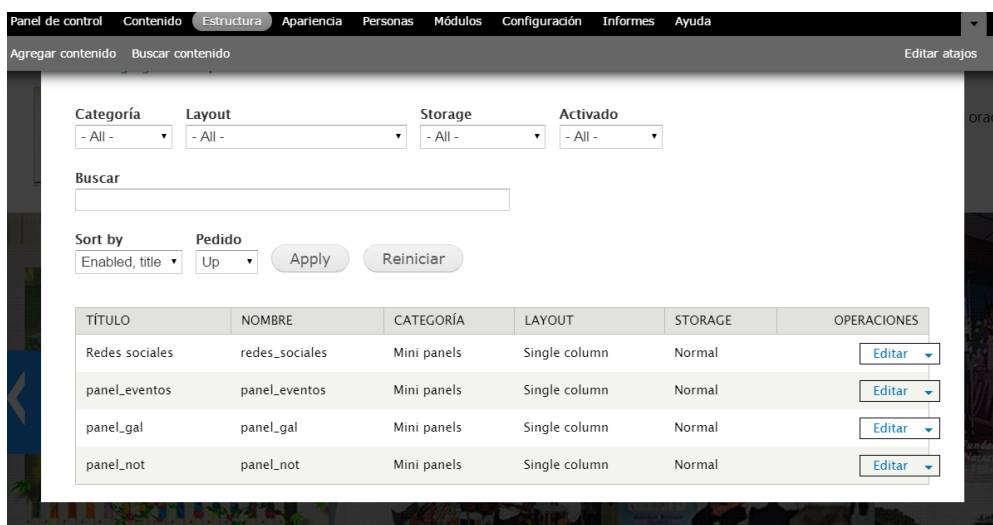 Panel de control Contenido Estructura Apariencia Personas Módulos Configuración Informes Ayuda
Agregar contenido Buscar contenido Editar atajos
Categoría Layout Storage Activado
- All - - All - - All - - All -
Buscar
Sort by Pedido
Enabled, title Up Apply Reiniciar
TÍTULO NOMBRE CATEGORÍA LAYOUT STORAGE OPERACIONES
Redes sociales redes_sociales Mini panels Single column Normal Editar
panel_eventos panel_eventos Mini panels Single column Normal Editar
panel_gal panel_gal Mini panels Single column Normal Editar
panel_not panel_not Mini panels Single column Normal Editar